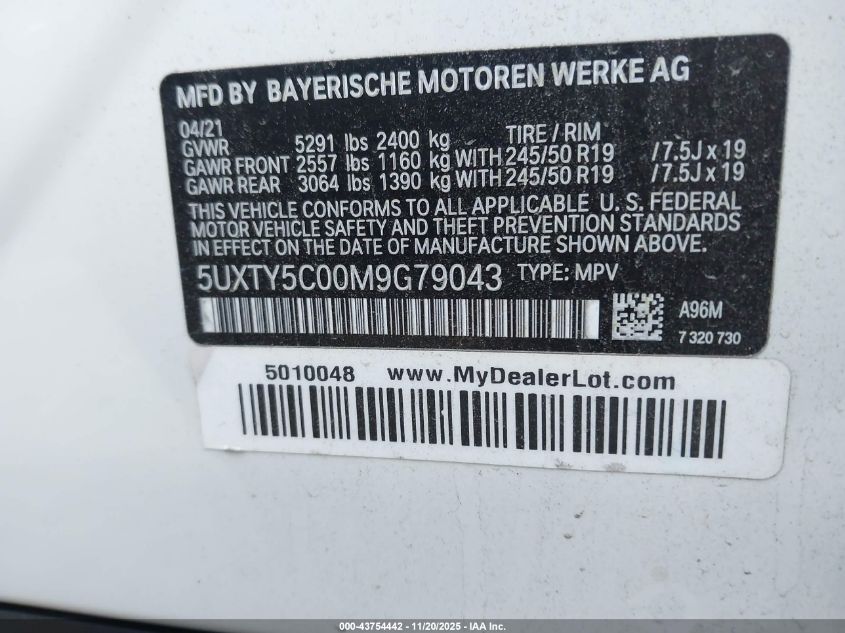 MFD BY BAYERISCHE MOTOREN WERKE AG
04/21
GVWR 5291 lbs 2400 kg TIRE / RIM
GAWR FRONT 2557 lbs 1160 kg WITH 245/50 R19 /7.5J x 19
GAWR REAR 3064 lbs 1390 kg WITH 245/50 R19 /7.5J x 19
THIS VEHICLE CONFORMS TO ALL APPLICABLE U. S. FEDERAL
MOTOR VEHICLE SAFETY AND THEFT PREVENTION STANDARDS
IN EFFECT ON THE DATE OF MANUFACTURE SHOWN ABOVE.
5UXTY5C00M9G79043 TYPE: MPV
A96M
7 320 730
5010048 www.MyDealerLot.com
000-43754442 - 11/20/2025 - IAA Inc.